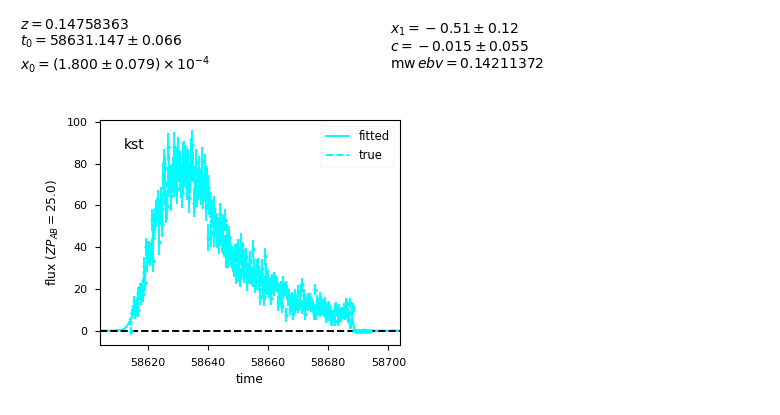 z = 0.14758363
t₀ = 58631.147 ± 0.066
x₀ = (1.800 ± 0.079) × 10⁻⁴
x₁ = −0.51 ± 0.12
c = −0.015 ± 0.055
mw ebv = 0.14211372
kst
fitted
true
100
80
60
40
20
0
flux (ZP_AB = 25.0)
58620 58640 58660 58680 58700
time